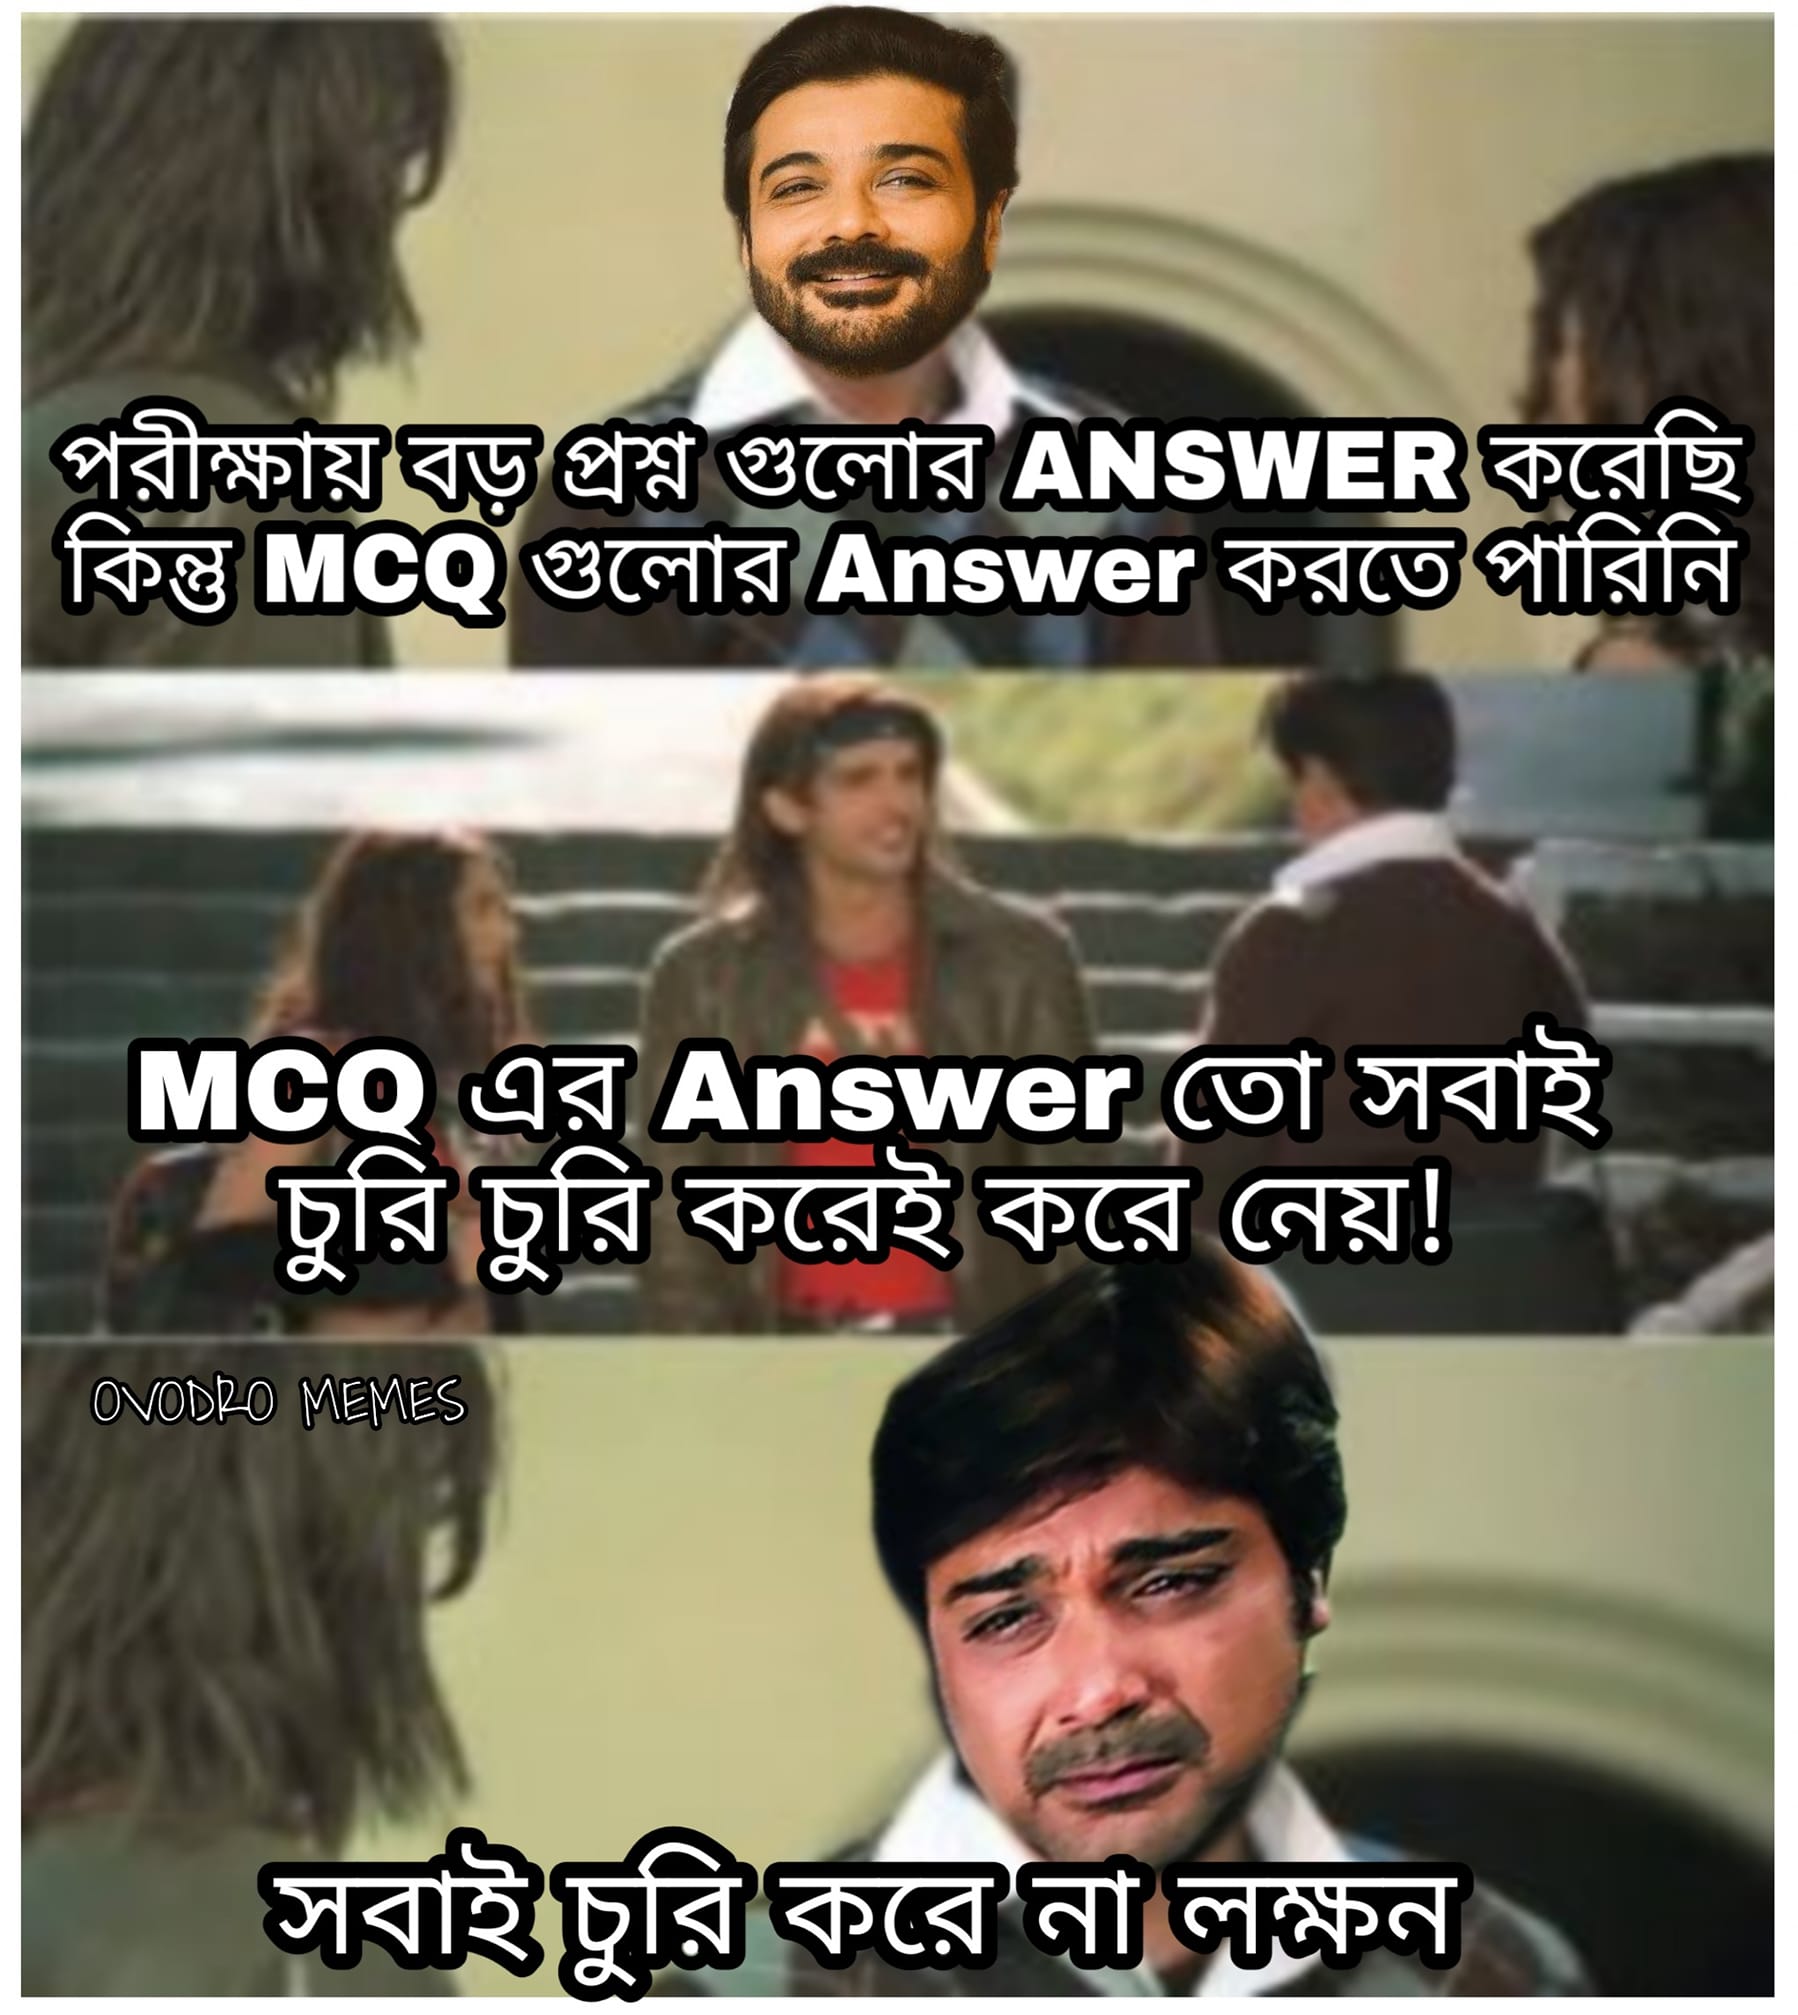 পরীক্ষায় বড় প্রশ্ন গুলোর ANSWER করেছি
কিন্তু MCQ গুলোর Answer করতে পারিনি
MCQ এর Answer তো সবাই
চুরি চুরি করেই করে নেয়!
OVODRO MEMES
সবাই চুরি করে না লক্ষন